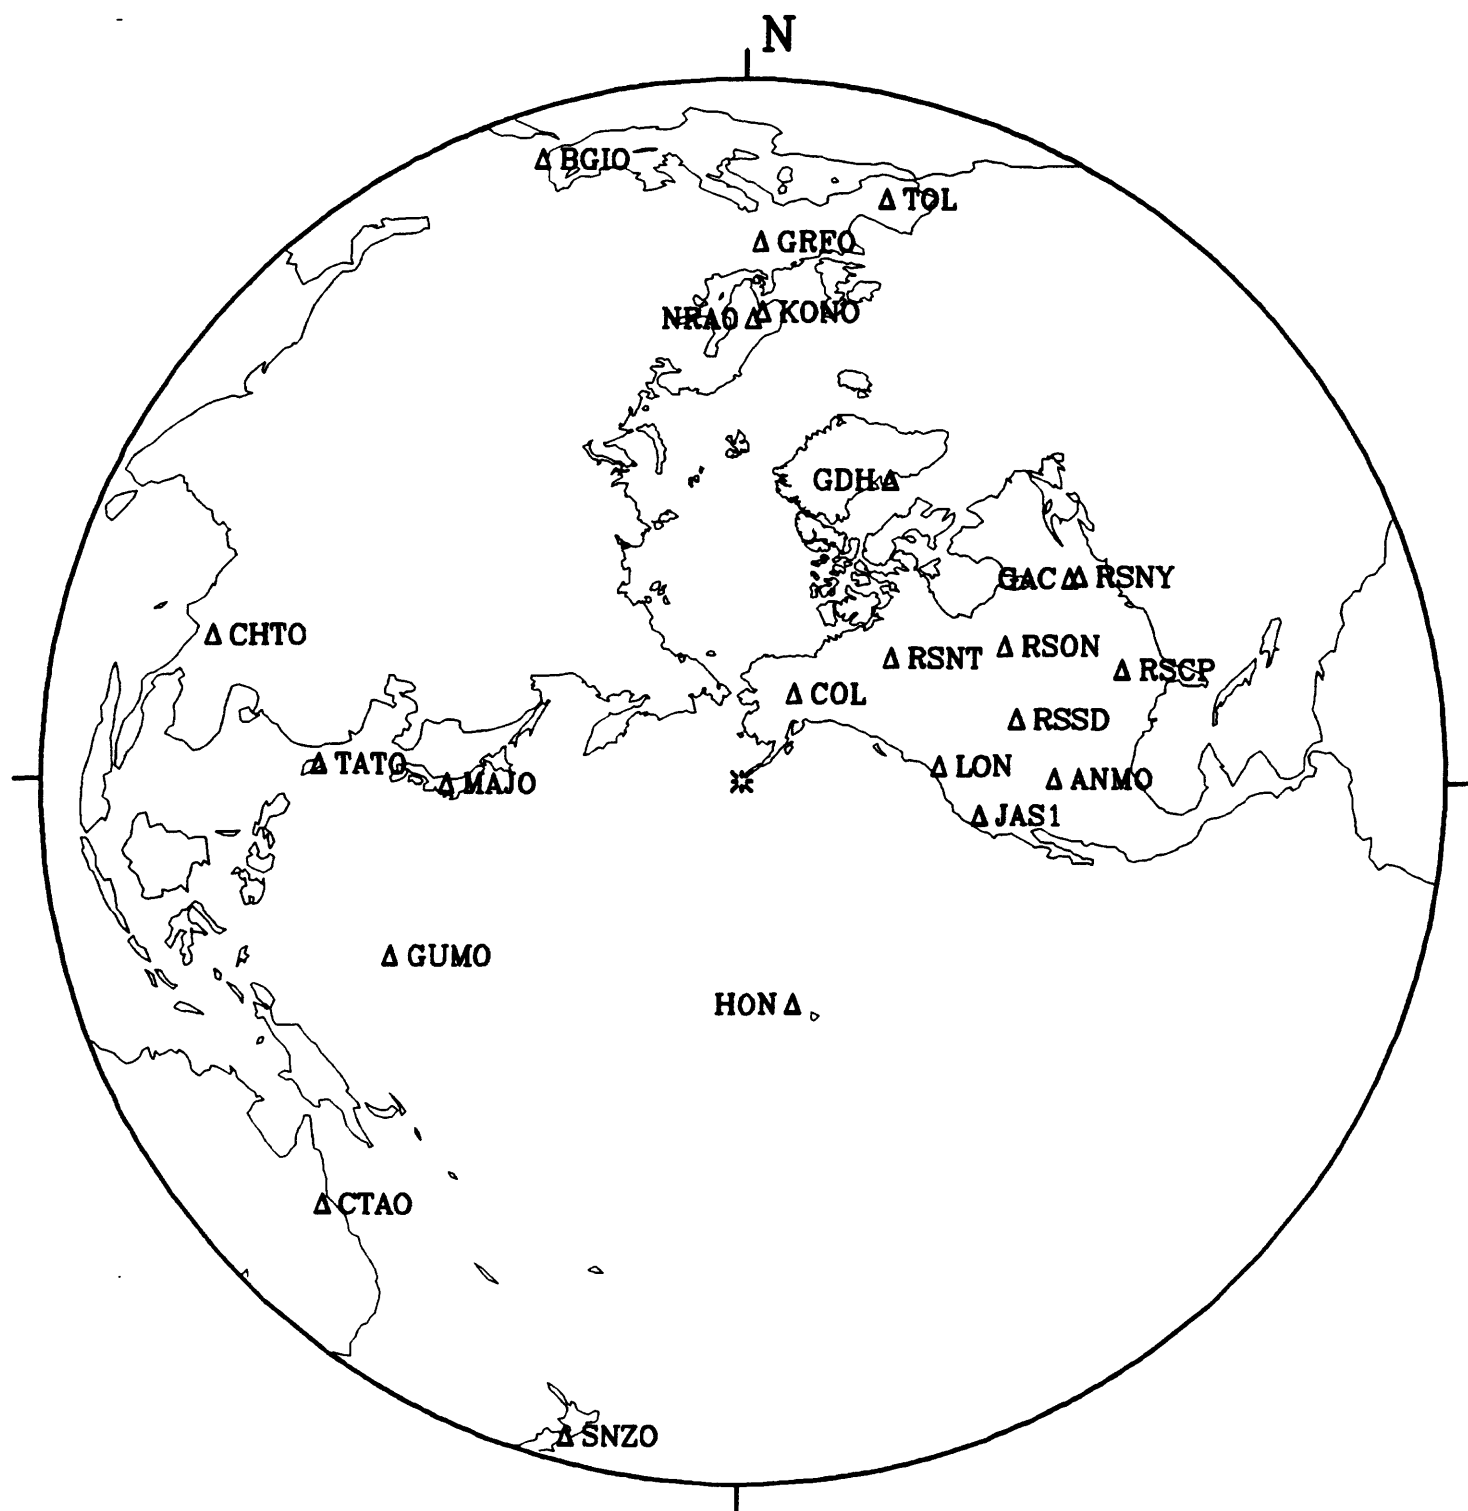 N
BGIO
TOL
GRFO
KONO
NRA0
GDH
GAC
RSNY
CHTO
RSON
RSNT
RSCP
COL
RSSD
TATO
LON
MAJO
ANMO
JAS1
GUMO
HON
CTAO
SNZO